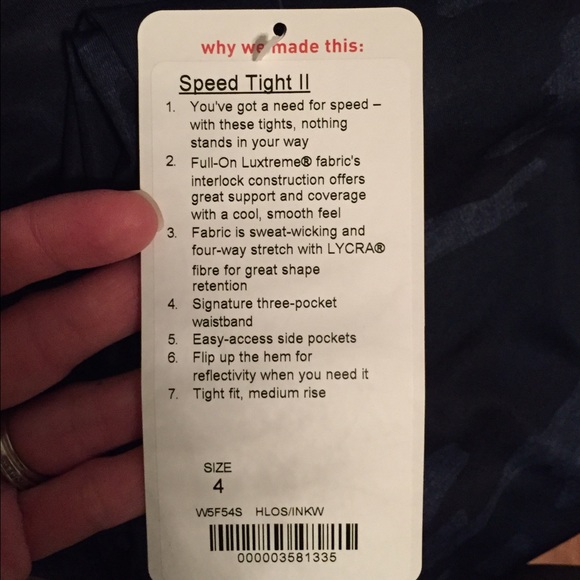 why we made this:
Speed Tight II
1. You've got a need for speed –
with these tights, nothing
stands in your way
2. Full-On Luxtreme® fabric's
interlock construction offers
great support and coverage
with a cool, smooth feel
3. Fabric is sweat-wicking and
four-way stretch with LYCRA®
fibre for great shape
retention
4. Signature three-pocket
waistband
5. Easy-access side pockets
6. Flip up the hem for
reflectivity when you need it
7. Tight fit, medium rise
SIZE
4
W5F54S HLOS/INKW
000003581335